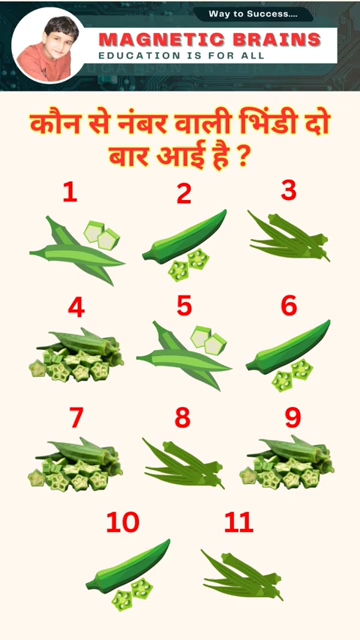 Way to Success....
MAGNETIC BRAINS
EDUCATION IS FOR ALL
कौन से नंबर वाली भिंडी दो
बार आई है ?
1 2 3
4 5 6
7 8 9
10 11